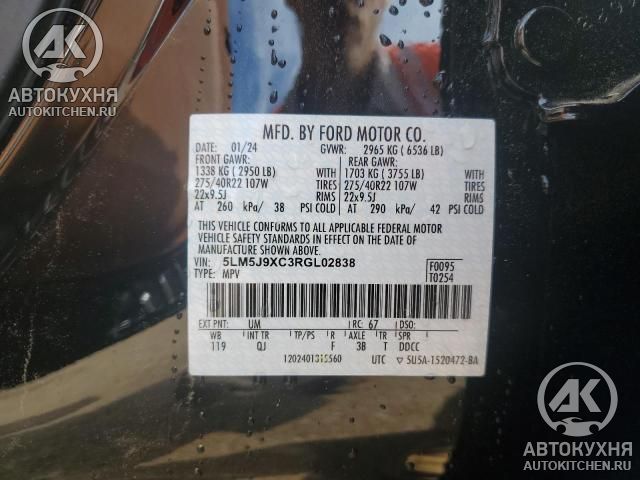 АК
АВТОКУХНЯ
AUTOKITCHEN.RU
MFD. BY FORD MOTOR CO.
DATE: 01/24 GVWR: 2965 KG ( 6536 LB)
FRONT GAWR: REAR GAWR:
1338 KG ( 2950 LB) WITH 1703 KG ( 3755 LB) WITH
275/40R22 107W TIRES 275/40R22 107W TIRES
22x9.5J RIMS 22x9.5J RIMS
AT 260 kPa/ 38 PSI COLD AT 290 kPa/ 42 PSI COLD
THIS VEHICLE CONFORMS TO ALL APPLICABLE FEDERAL MOTOR
VEHICLE SAFETY STANDARDS IN EFFECT ON THE DATE OF
MANUFACTURE SHOWN ABOVE.
VIN: 5LM5J9XC3RGL02838 F0095
TYPE: MPV T0254
EXT PNT: UM RC: 67 DSO:
WB INT TR TP/PS R AXLE TR SPR
119 QJ F 3B T DDCC
UTC ▽ 5U5A-1520472-BA
АК
АВТОКУХНЯ
AUTOKITCHEN.RU